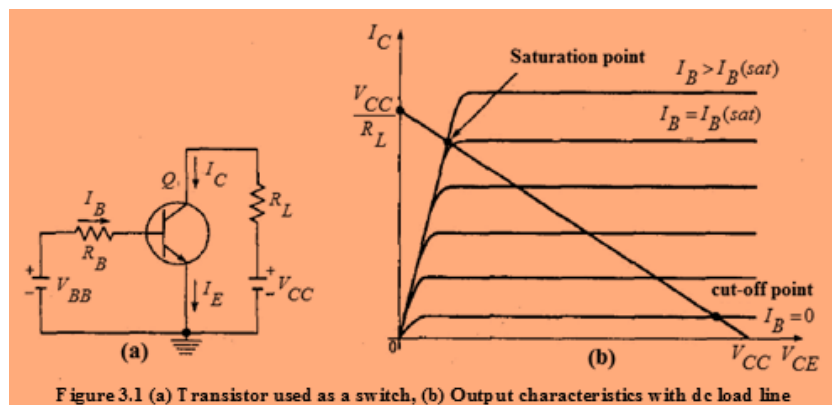 I_C
Saturation point
I_B > I_B(sat)
V_CC
R_L
I_B = I_B(sat)
Q
I_C
I_B
R_L
R_B
+
+
V_BB
I_E
V_CC
−
−
cut-off point
I_B = 0
(a)
0
(b)
V_CC V_CE
Figure 3.1 (a) Transistor used as a switch, (b) Output characteristics with dc load line